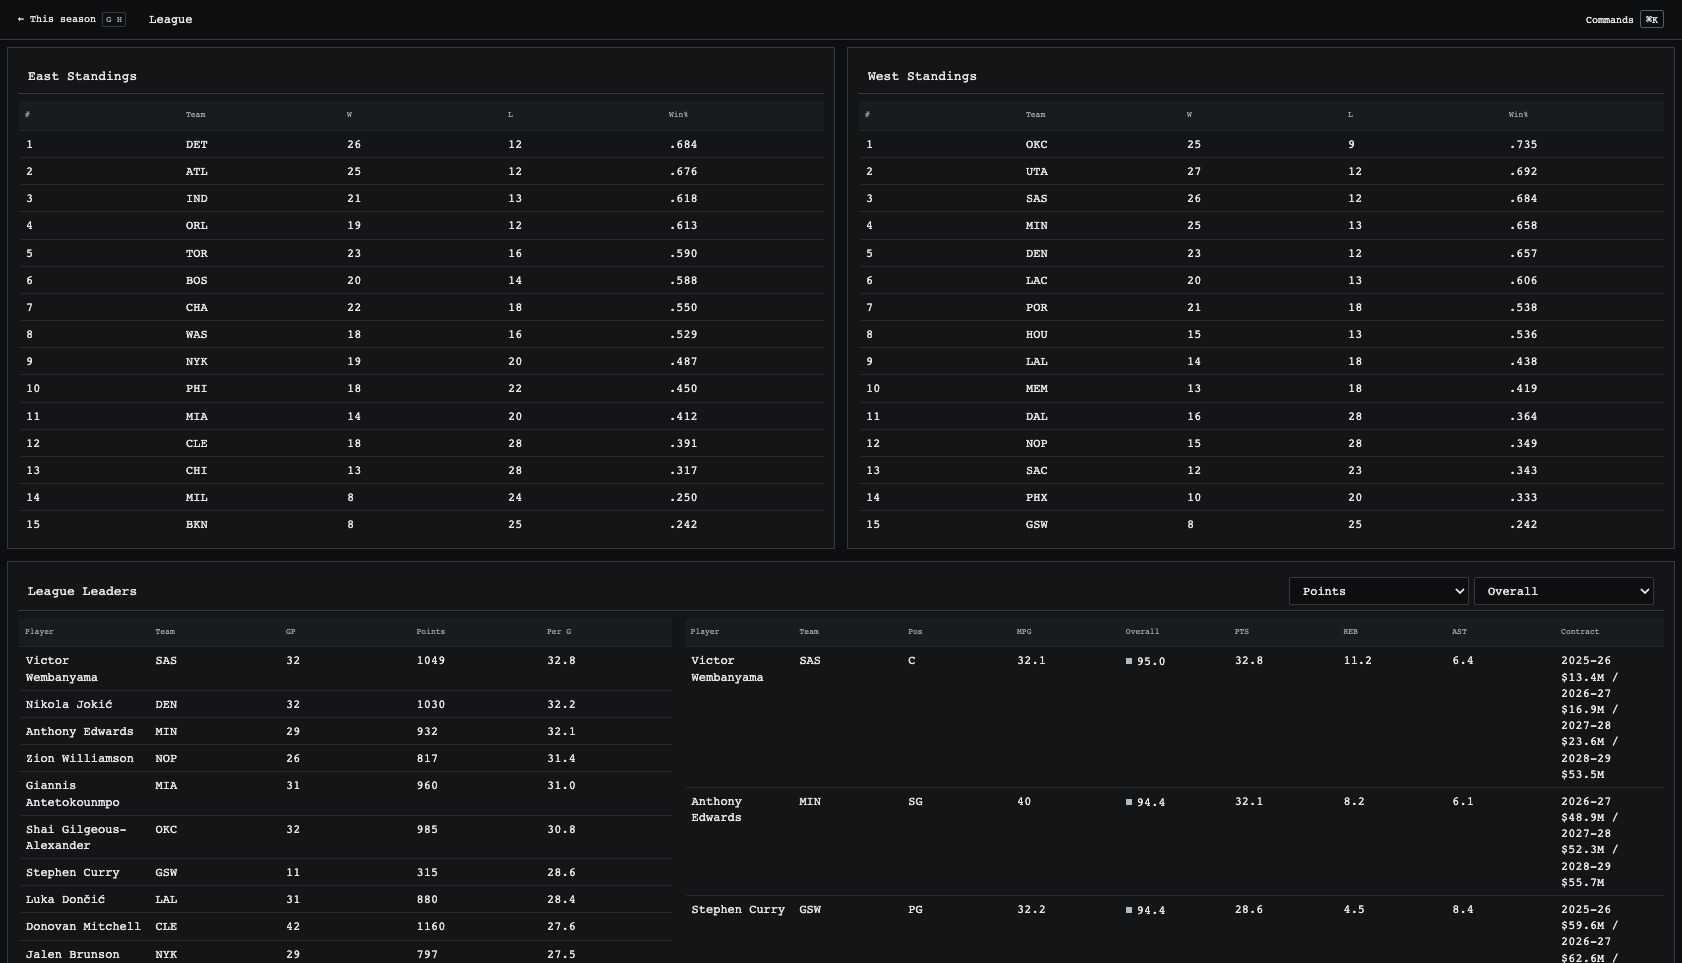 ← This season G H League Commands ⌘K
East Standings
# Team W L Win%
1 DET 26 12 .684
2 ATL 25 12 .676
3 IND 21 13 .618
4 ORL 19 12 .613
5 TOR 23 16 .590
6 BOS 20 14 .588
7 CHA 22 18 .550
8 WAS 18 16 .529
9 NYK 19 20 .487
10 PHI 18 22 .450
11 MIA 14 20 .412
12 CLE 18 28 .391
13 CHI 13 28 .317
14 MIL 8 24 .250
15 BKN 8 25 .242
West Standings
# Team W L Win%
1 OKC 25 9 .735
2 UTA 27 12 .692
3 SAS 26 12 .684
4 MIN 25 13 .658
5 DEN 23 12 .657
6 LAC 20 13 .606
7 POR 21 18 .538
8 HOU 15 13 .536
9 LAL 14 18 .438
10 MEM 13 18 .419
11 DAL 16 28 .364
12 NOP 15 28 .349
13 SAC 12 23 .343
14 PHX 10 20 .333
15 GSW 8 25 .242
League Leaders Points Overall
Player Team GP Points Per G
Victor SAS 32 1049 32.8
Wembanyama
Nikola Jokić DEN 32 1030 32.2
Anthony Edwards MIN 29 932 32.1
Zion Williamson NOP 26 817 31.4
Giannis MIA 31 960 31.0
Antetokounmpo
Shai Gilgeous- OKC 32 985 30.8
Alexander
Stephen Curry GSW 11 315 28.6
Luka Dončić LAL 31 880 28.4
Donovan Mitchell CLE 42 1160 27.6
Jalen Brunson NYK 29 797 27.5
Player Team Pos MPG Overall PTS REB AST Contract
Victor SAS C 32.1 95.0 32.8 11.2 6.4 2025-26
Wembanyama $13.4M /
2026-27
$16.9M /
2027-28
$23.6M /
2028-29
$53.5M
Anthony MIN SG 40 94.4 32.1 8.2 6.1 2026-27
Edwards $48.9M /
2027-28
$52.3M /
2028-29
$55.7M
Stephen Curry GSW PG 32.2 94.4 28.6 4.5 8.4 2025-26
$59.6M /
2026-27
$62.6M /